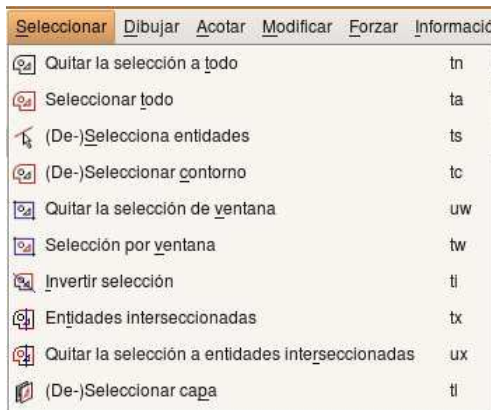 Seleccionar Dibujar Acotar Modificar Forzar Informació
Quitar la selección a todo tn
Seleccionar todo ta
(De-)Selecciona entidades ts
(De-)Seleccionar contorno tc
Quitar la selección de ventana uw
Selección por ventana tw
Invertir selección ti
Entidades interseccionadas tx
Quitar la selección a entidades interseccionadas ux
(De-)Seleccionar capa tl